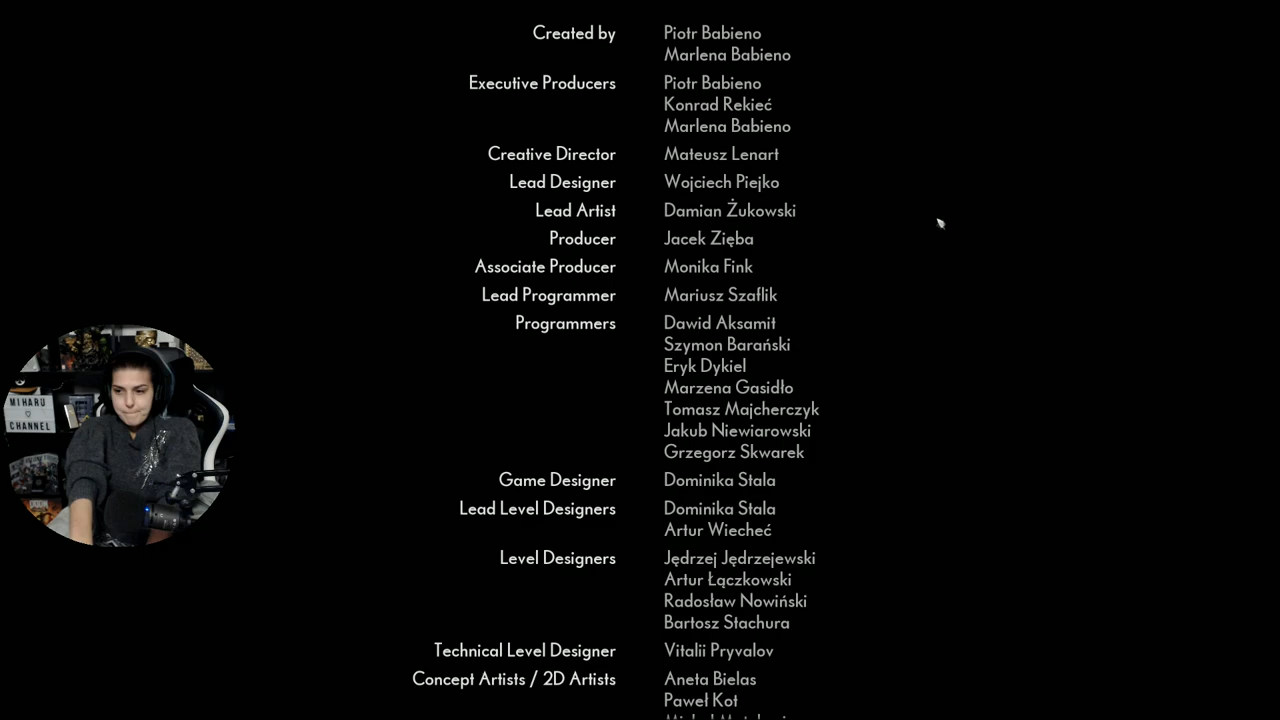 Created by Piotr Babieno
Marlena Babieno
Executive Producers Piotr Babieno
Konrad Rekieć
Marlena Babieno
Creative Director Mateusz Lenart
Lead Designer Wojciech Piejko
Lead Artist Damian Żukowski
Producer Jacek Zięba
Associate Producer Monika Fink
Lead Programmer Mariusz Szaflik
Programmers Dawid Aksamit
Szymon Barański
Eryk Dykiel
Marzena Gasidło
Tomasz Majcherczyk
Jakub Niewiarowski
Grzegorz Skwarek
Game Designer Dominika Stala
Lead Level Designers Dominika Stala
Artur Wiecheć
Level Designers Jędrzej Jędrzejewski
Artur Łączkowski
Radosław Nowiński
Bartosz Stachura
Technical Level Designer Vitalii Pryvalov
Concept Artists / 2D Artists Aneta Bielas
Paweł Kot
MIHARU
CHANNEL